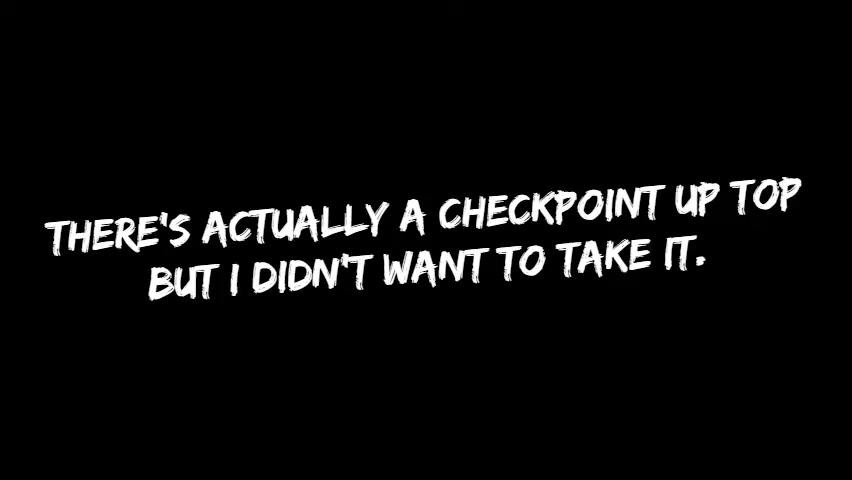 THERE'S ACTUALLY A CHECKPOINT UP TOP
BUT I DIDN'T WANT TO TAKE IT.